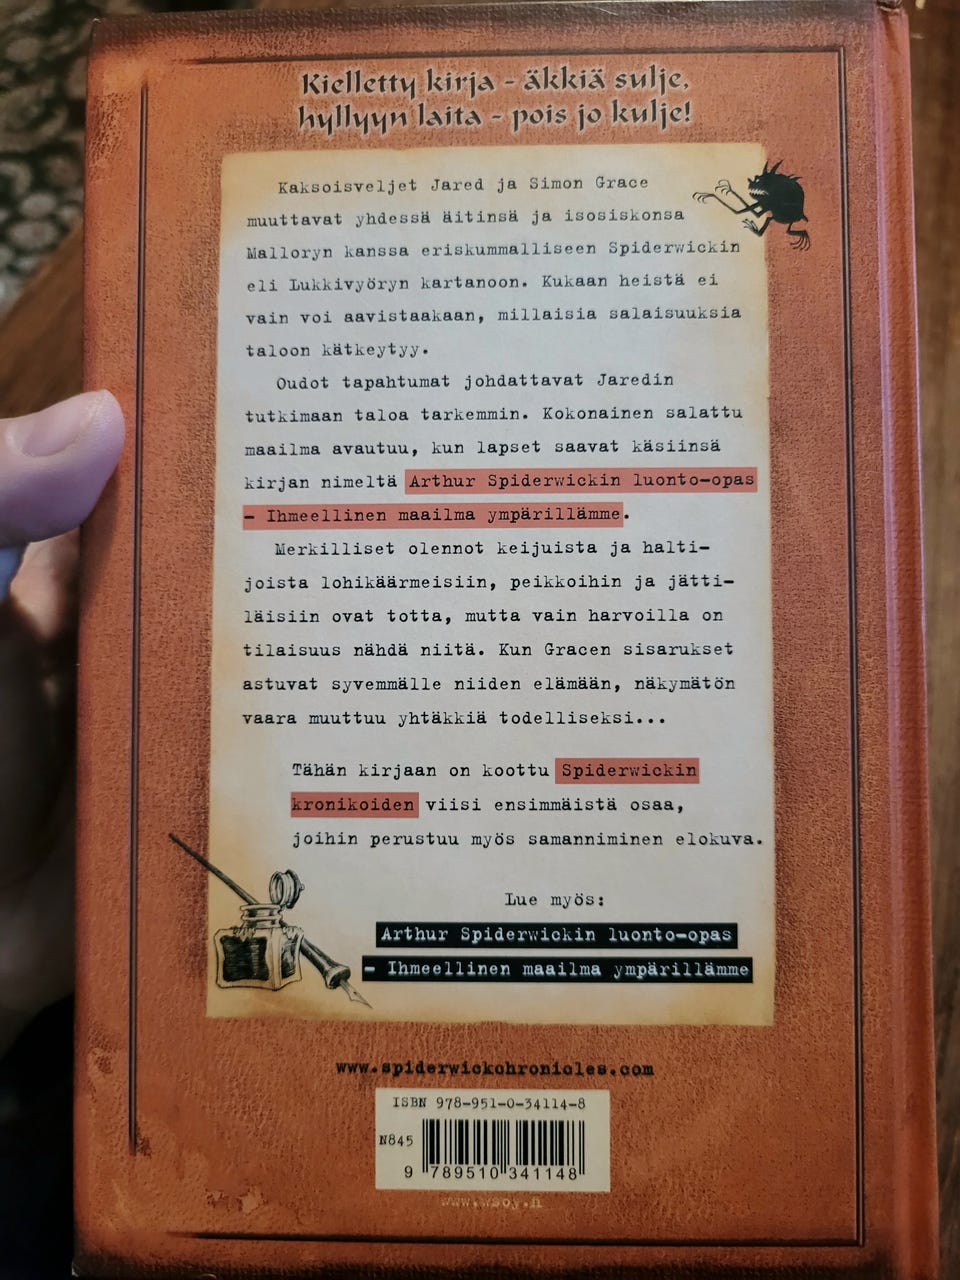 Kielletty kirja - äkkiä sulje,
hyllyyn laita - pois jo kulje!
Kaksoisveljet Jared ja Simon Grace
muuttavat yhdessä äitinsä ja isosiskonsa
Malloryn kanssa eriskummalliseen Spiderwickin
eli Lukkivyöryn kartanoon. Kukaan heistä ei
vain voi aavistaakaan, millaisia salaisuuksia
taloon kätkeytyy.
Oudot tapahtumat johdattavat Jaredin
tutkimaan taloa tarkemmin. Kokonainen salattu
maailma avautuu, kun lapset saavat käsiinsä
kirjan nimeltä Arthur Spiderwickin luonto-opas
- Ihmeellinen maailma ympärillämme.
Merkilliset olennot keijuista ja halti-
joista lohikäärmeisiin, peikkoihin ja jätti-
läisiin ovat totta, mutta vain harvoilla on
tilaisuus nähdä niitä. Kun Gracen sisarukset
astuvat syvemmälle niiden elämään, näkymätön
vaara muuttuu yhtäkkiä todelliseksi...
Tähän kirjaan on koottu Spiderwickin
kronikoiden viisi ensimmäistä osaa,
joihin perustuu myös samanniminen elokuva.
Lue myös:
Arthur Spiderwickin luonto-opas
- Ihmeellinen maailma ympärillämme
www.spiderwickchronicles.com
ISBN 978-951-0-34114-8
N845
9 789510 341148
www.wsoy.fi